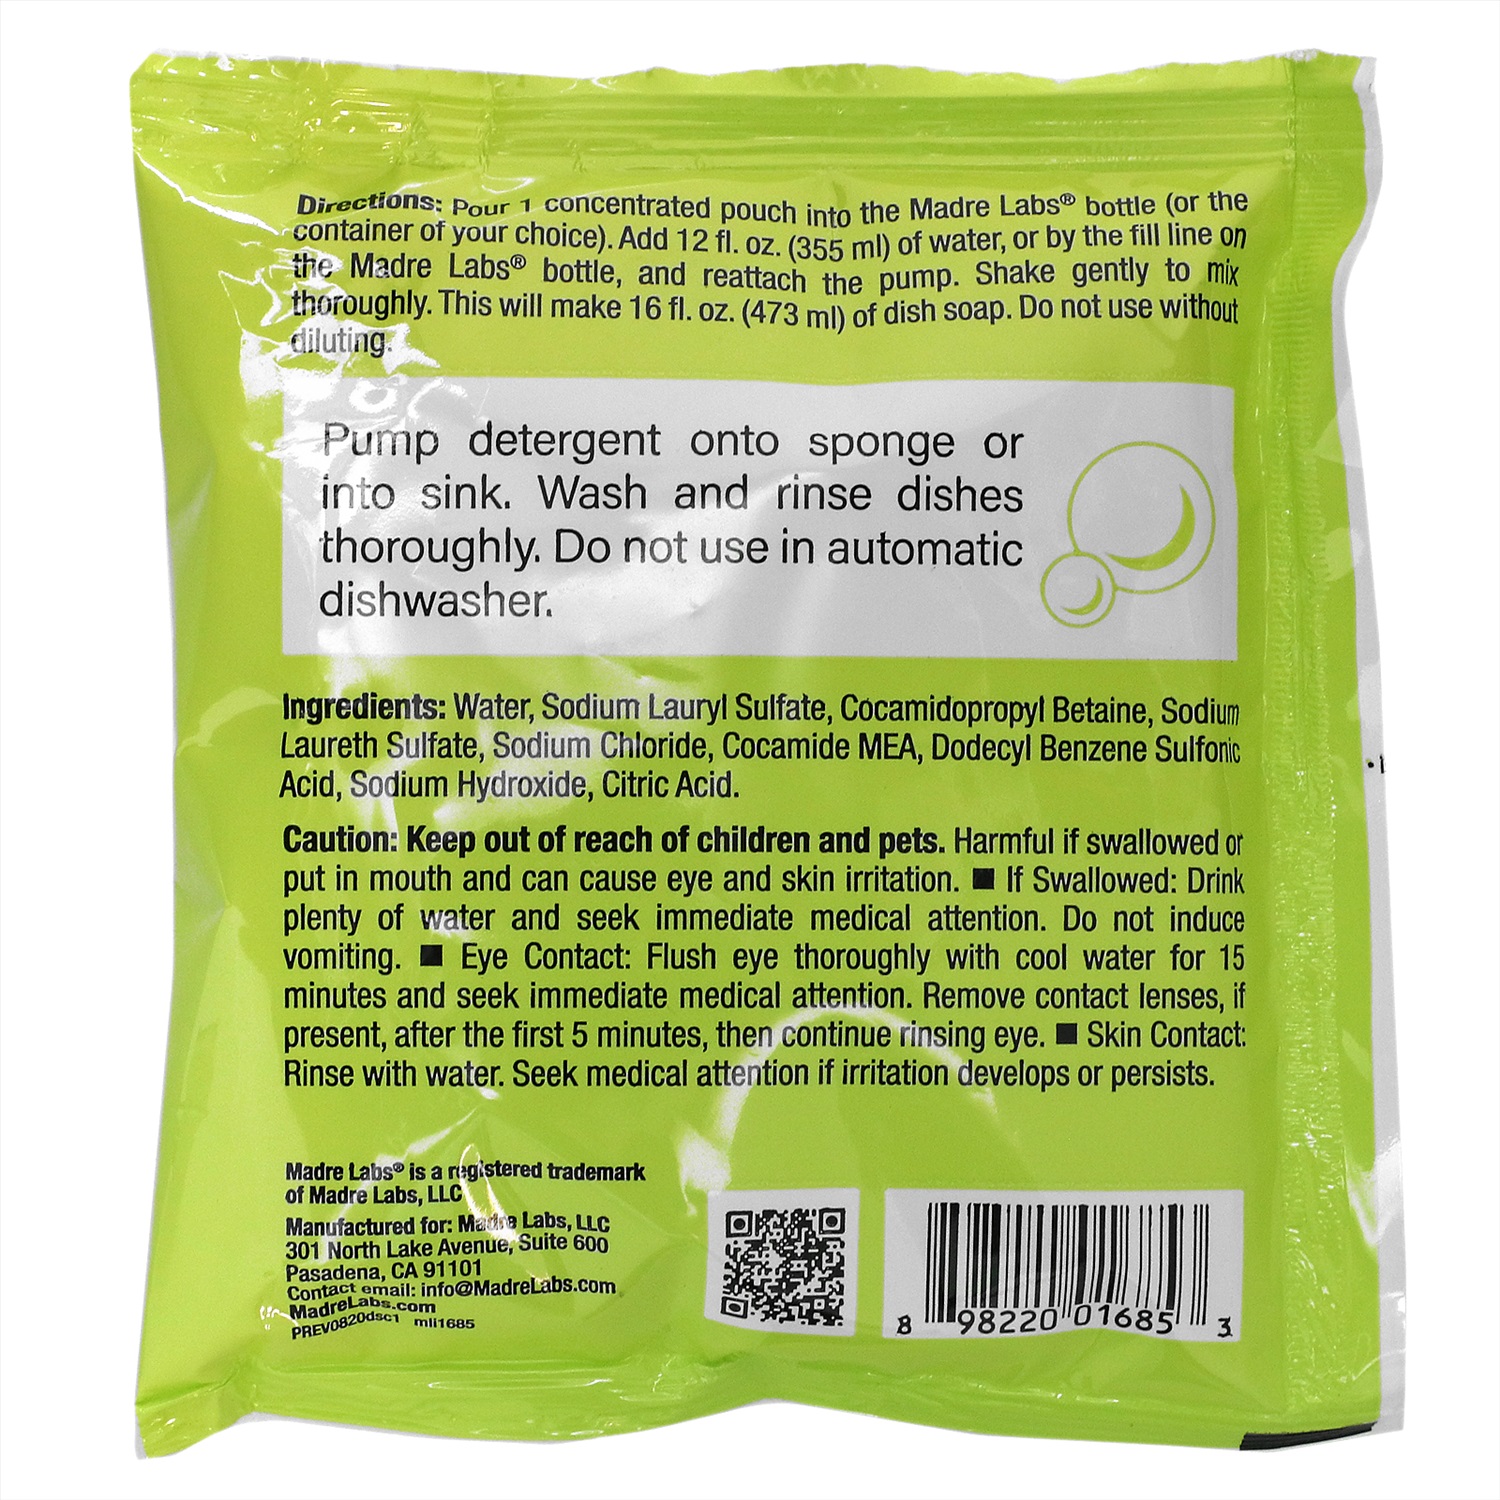 Directions: Pour 1 concentrated pouch into the Madre Labs® bottle (or the
container of your choice). Add 12 fl. oz. (355 ml) of water, or by the fill line on
the Madre Labs® bottle, and reattach the pump. Shake gently to mix
thoroughly. This will make 16 fl. oz. (473 ml) of dish soap. Do not use without
diluting.
Pump detergent onto sponge or
into sink. Wash and rinse dishes
thoroughly. Do not use in automatic
dishwasher.
Ingredients: Water, Sodium Lauryl Sulfate, Cocamidopropyl Betaine, Sodium
Laureth Sulfate, Sodium Chloride, Cocamide MEA, Dodecyl Benzene Sulfonic
Acid, Sodium Hydroxide, Citric Acid.
Caution: Keep out of reach of children and pets. Harmful if swallowed or
put in mouth and can cause eye and skin irritation. ■ If Swallowed: Drink
plenty of water and seek immediate medical attention. Do not induce
vomiting. ■ Eye Contact: Flush eye thoroughly with cool water for 15
minutes and seek immediate medical attention. Remove contact lenses, if
present, after the first 5 minutes, then continue rinsing eye. ■ Skin Contact:
Rinse with water. Seek medical attention if irritation develops or persists.
Madre Labs® is a registered trademark
of Madre Labs, LLC
Manufactured for: Madre Labs, LLC
301 North Lake Avenue, Suite 600
Pasadena, CA 91101
Contact email: info@MadreLabs.com
MadreLabs.com
PREV0820dsc1 mli1685
8 98220 01685 3